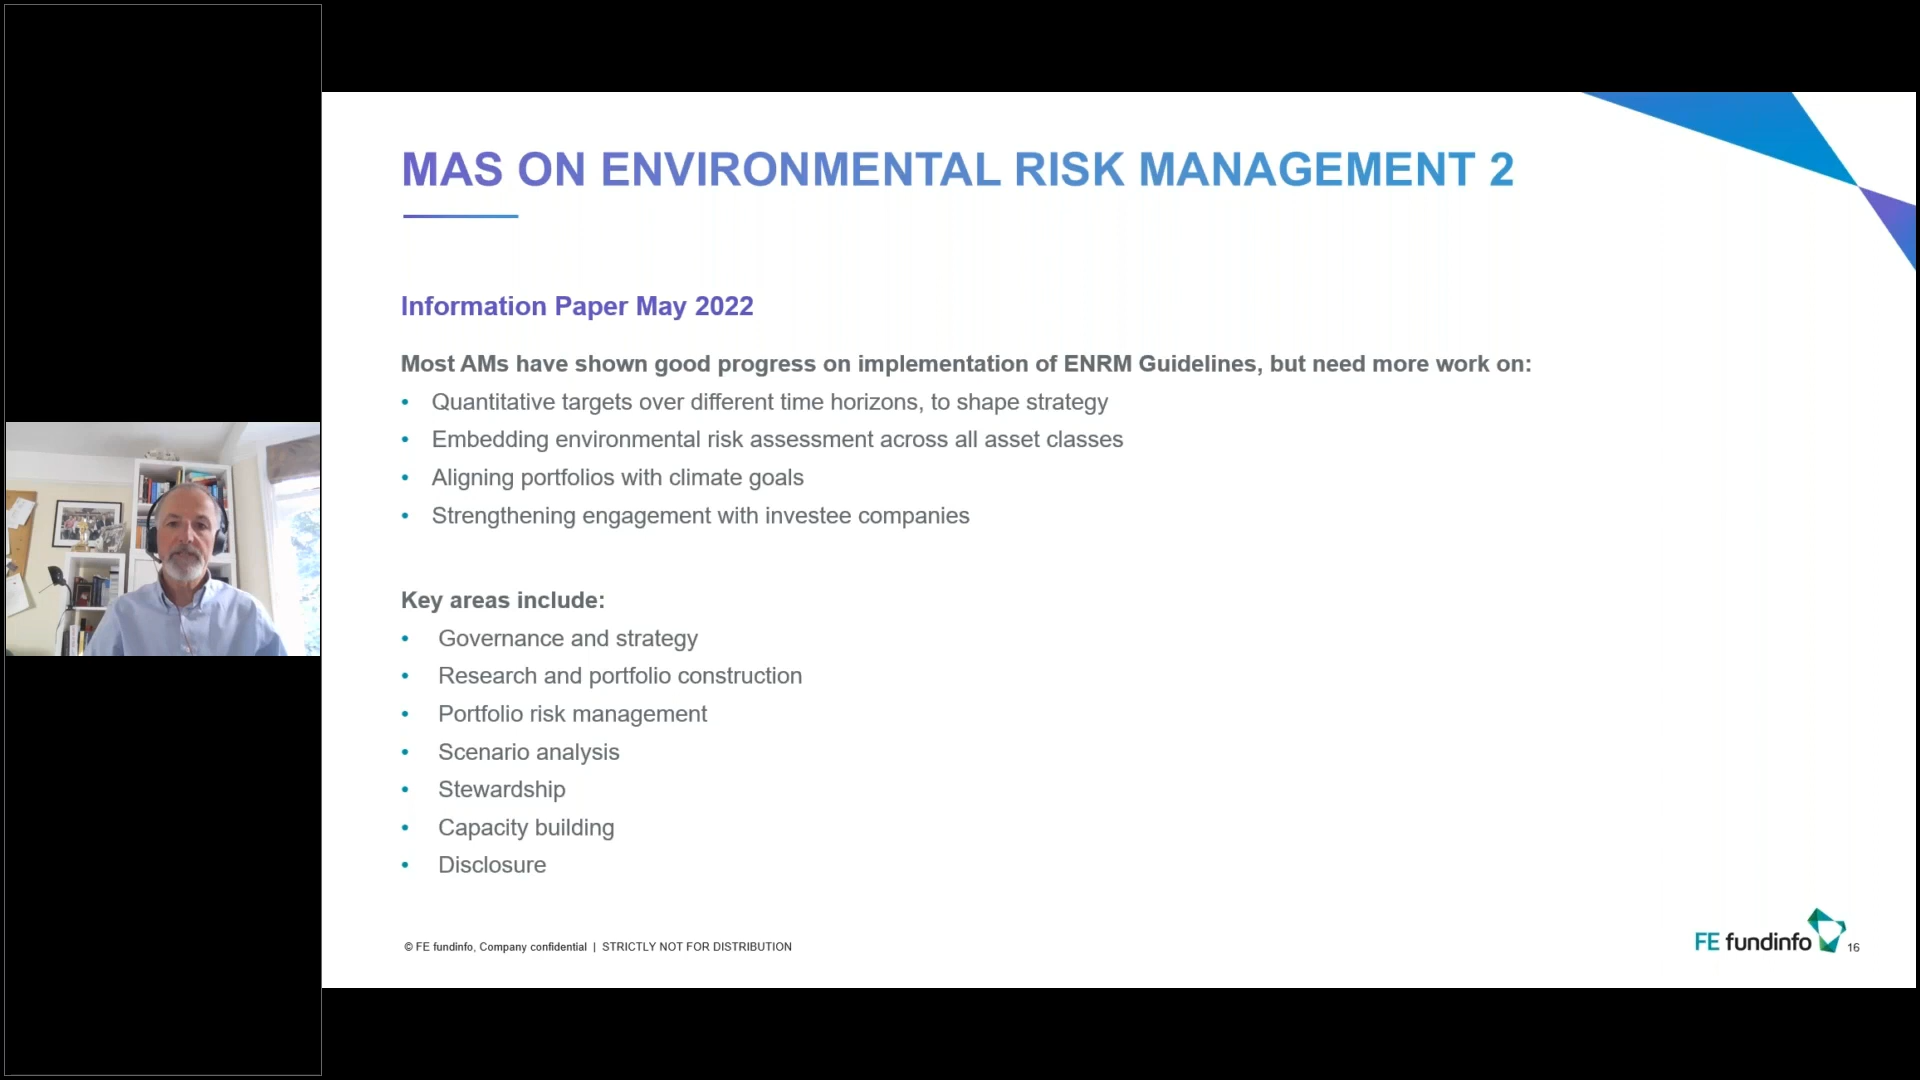 MAS ON ENVIRONMENTAL RISK MANAGEMENT 2
Information Paper May 2022
Most AMs have shown good progress on implementation of ENRM Guidelines, but need more work on:
• Quantitative targets over different time horizons, to shape strategy
• Embedding environmental risk assessment across all asset classes
• Aligning portfolios with climate goals
• Strengthening engagement with investee companies
Key areas include:
• Governance and strategy
• Research and portfolio construction
• Portfolio risk management
• Scenario analysis
• Stewardship
• Capacity building
• Disclosure
© FE fundinfo, Company confidential | STRICTLY NOT FOR DISTRIBUTION
FE fundinfo
16